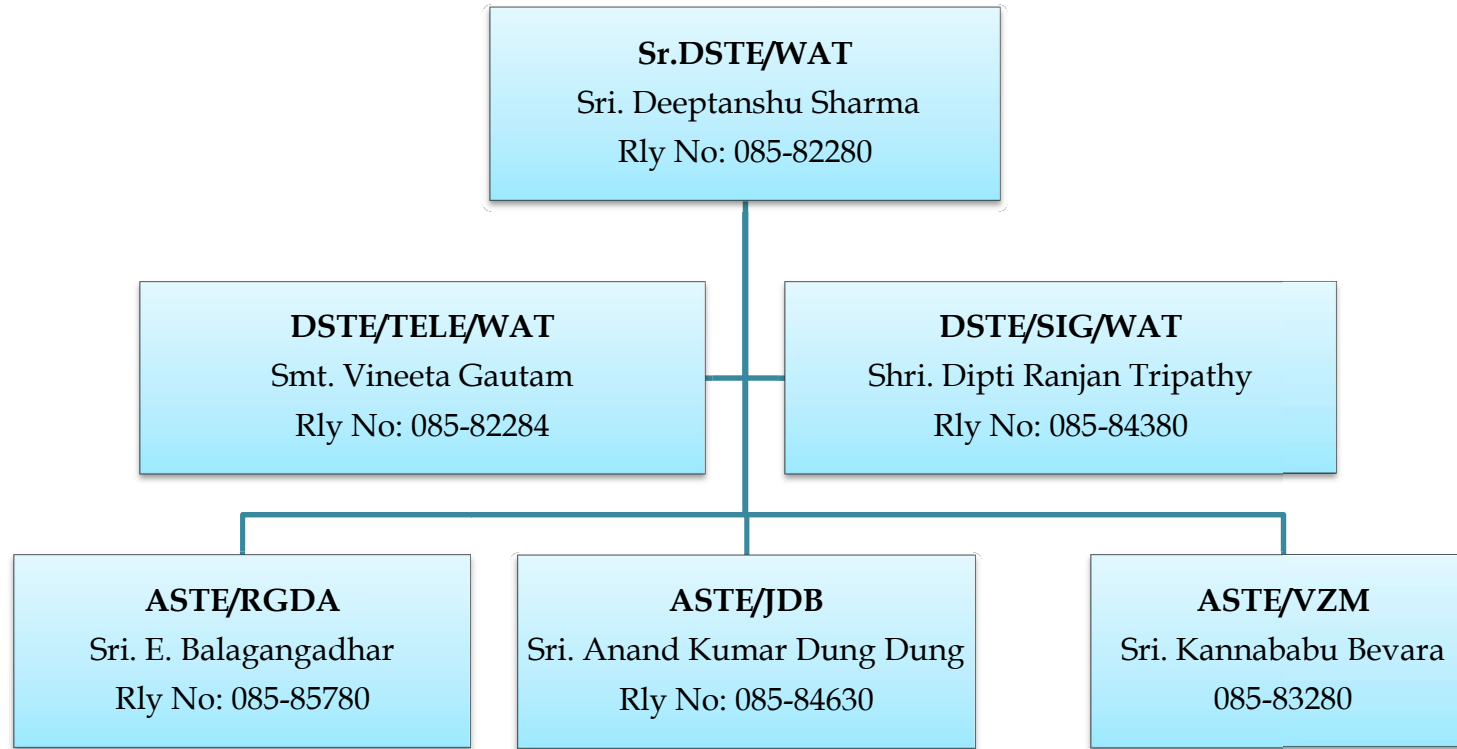 Sr.DSTE/WAT
Sri. Deeptanshu Sharma
Rly No: 085-82280
DSTE/TELE/WAT
Smt. Vineeta Gautam
Rly No: 085-82284
DSTE/SIG/WAT
Shri. Dipti Ranjan Tripathy
Rly No: 085-84380
ASTE/RGDA
Sri. E. Balagangadhar
Rly No: 085-85780
ASTE/JDB
Sri. Anand Kumar Dung Dung
Rly No: 085-84630
ASTE/VZM
Sri. Kannababu Bevara
085-83280